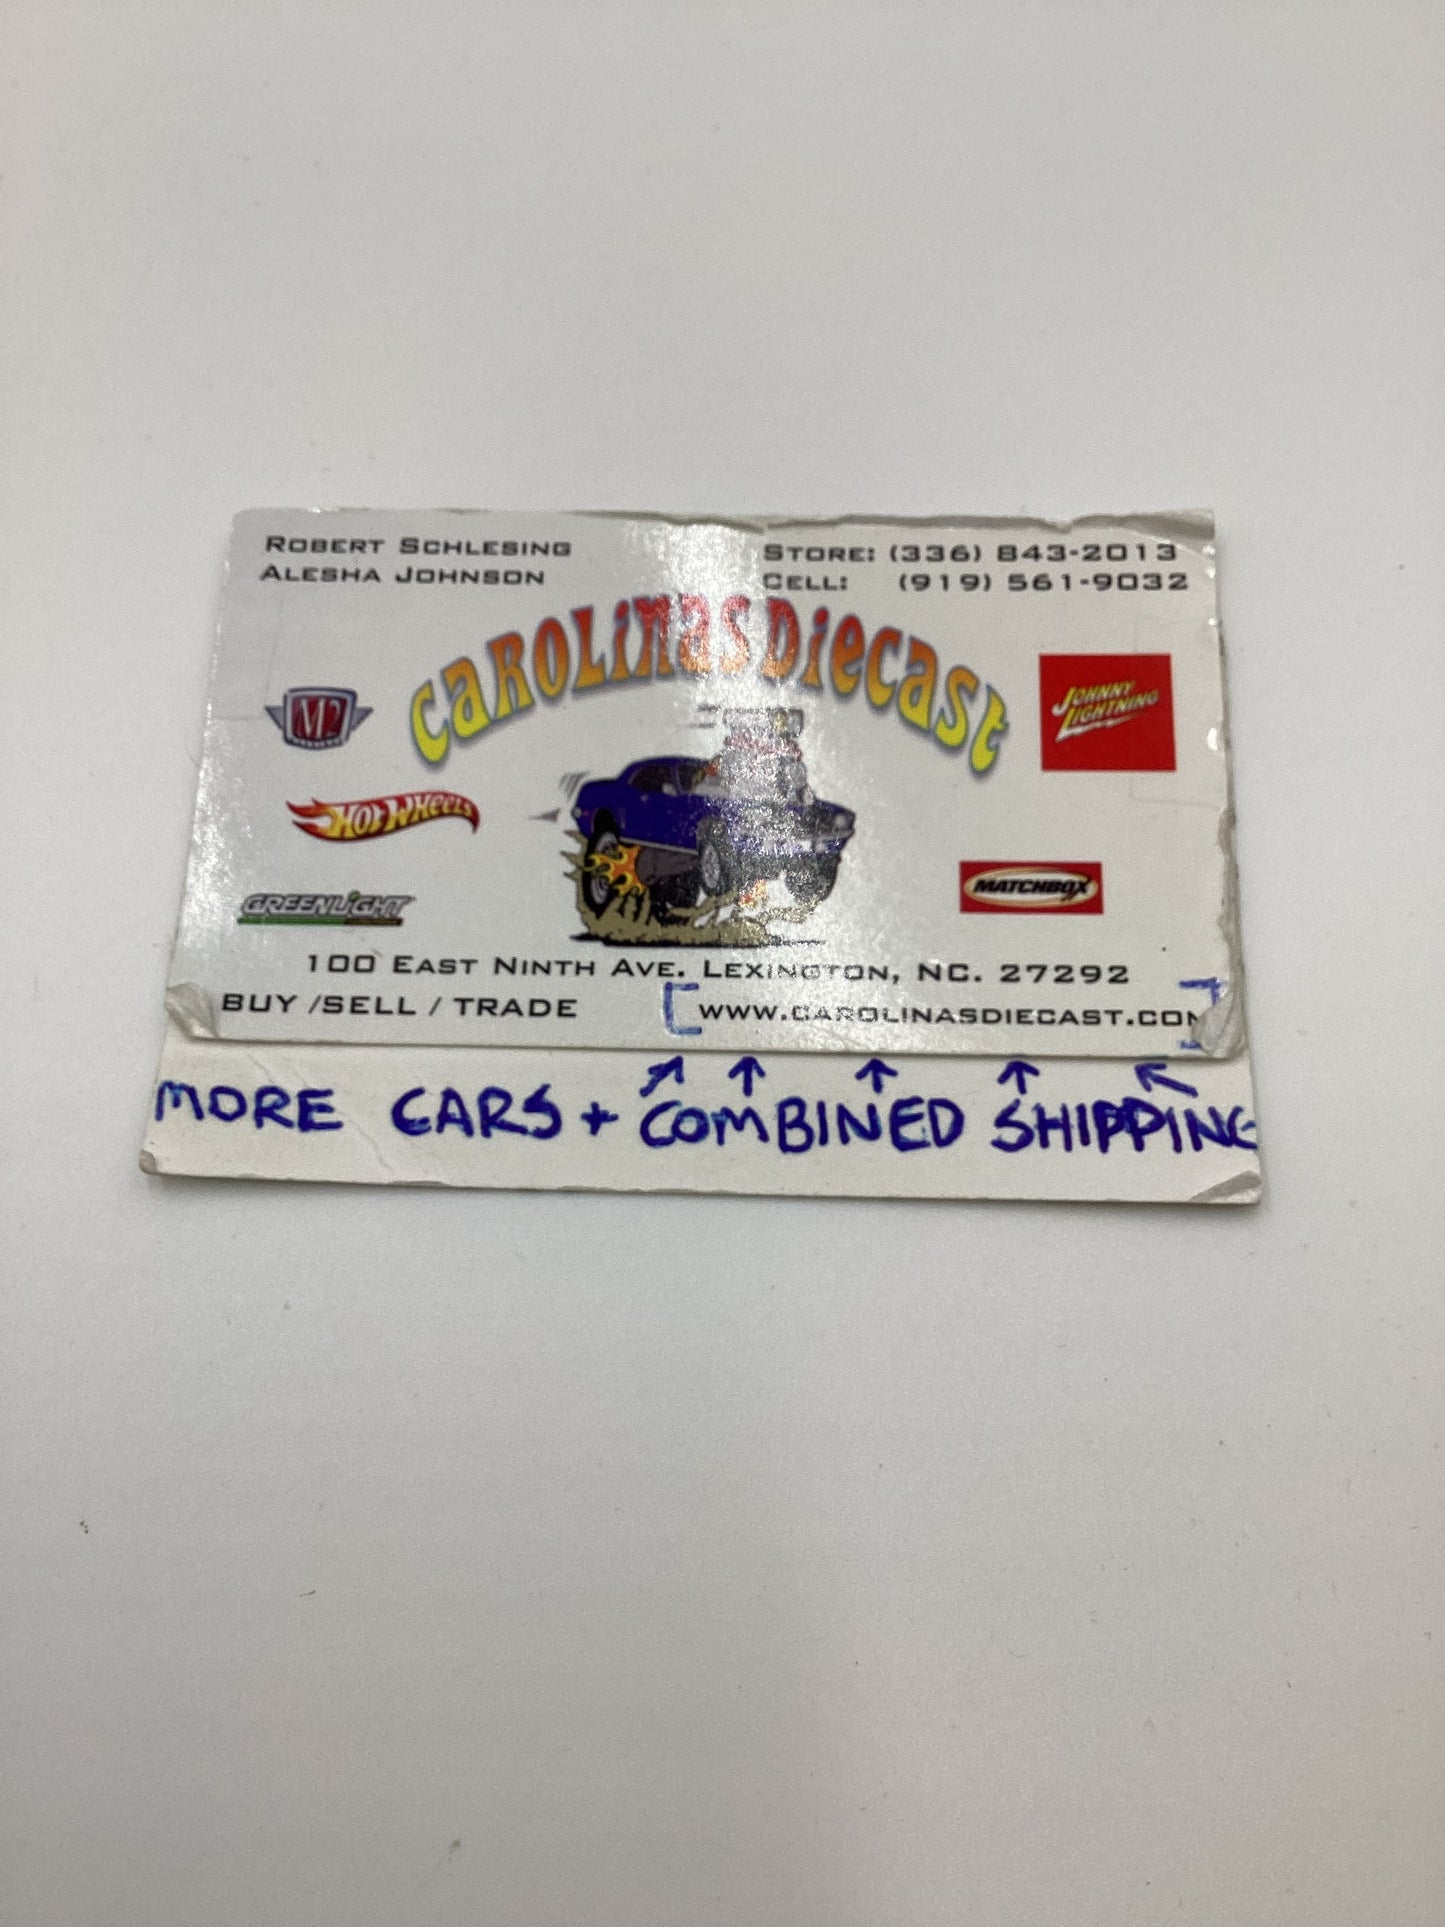 ROBERT SCHLESING
ALESHA JOHNSON
STORE: (336) 843-2013
CELL: (919) 561-9032
CAROLiNas DiecasT
M2
JOHNNY
LIGHTNING
HOT WHEELS
MATCHBOX
GREENLIGHT
100 EAST NINTH AVE. LEXINGTON, NC. 27292
BUY /SELL / TRADE [WWW.CAROLINASDIECAST.COM]
MORE CARS + COMBINED SHIPPING